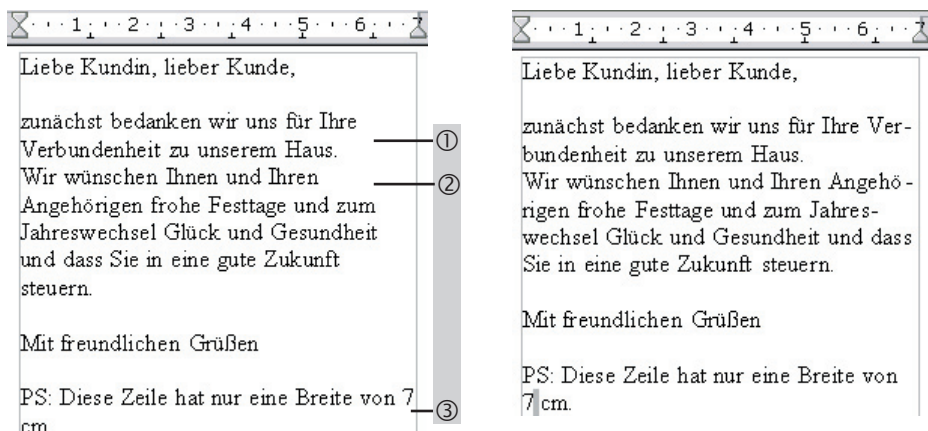 1 2 3 4 5 6 7
Liebe Kundin, lieber Kunde,
zunächst bedanken wir uns für Ihre
Verbundenheit zu unserem Haus.
Wir wünschen Ihnen und Ihren
Angehörigen frohe Festtage und zum
Jahreswechsel Glück und Gesundheit
und dass Sie in eine gute Zukunft
steuern.
Mit freundlichen Grüßen
PS: Diese Zeile hat nur eine Breite von 7
cm.
①
②
③
1 2 3 4 5 6 7
Liebe Kundin, lieber Kunde,
zunächst bedanken wir uns für Ihre Ver-
bundenheit zu unserem Haus.
Wir wünschen Ihnen und Ihren Angehö-
rigen frohe Festtage und zum Jahres-
wechsel Glück und Gesundheit und dass
Sie in eine gute Zukunft steuern.
Mit freundlichen Grüßen
PS: Diese Zeile hat nur eine Breite von
7 cm.